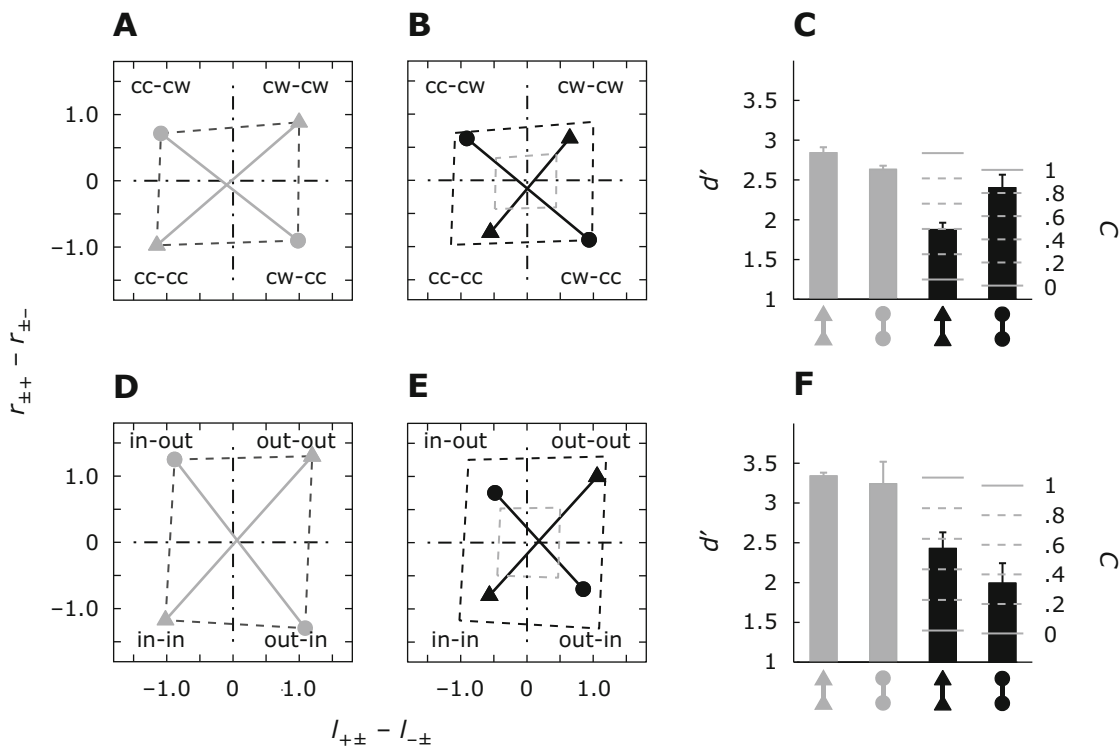 A
B
C
cc-cw
cw-cw
cc-cw
cw-cw
1.0
0
−1.0
cc-cc
cw-cc
cc-cc
cw-cc
3.5
3
2.5
2
1.5
1
d′
1
.8
.6
.4
.2
0
C
r±+ − r±−
D
E
F
in-out
out-out
in-out
out-out
1.0
0
−1.0
in-in
out-in
in-in
out-in
−1.0
0
1.0
−1.0
0
1.0
l+± − l−±
3.5
3
2.5
2
1.5
1
d′
1
.8
.6
.4
.2
0
C